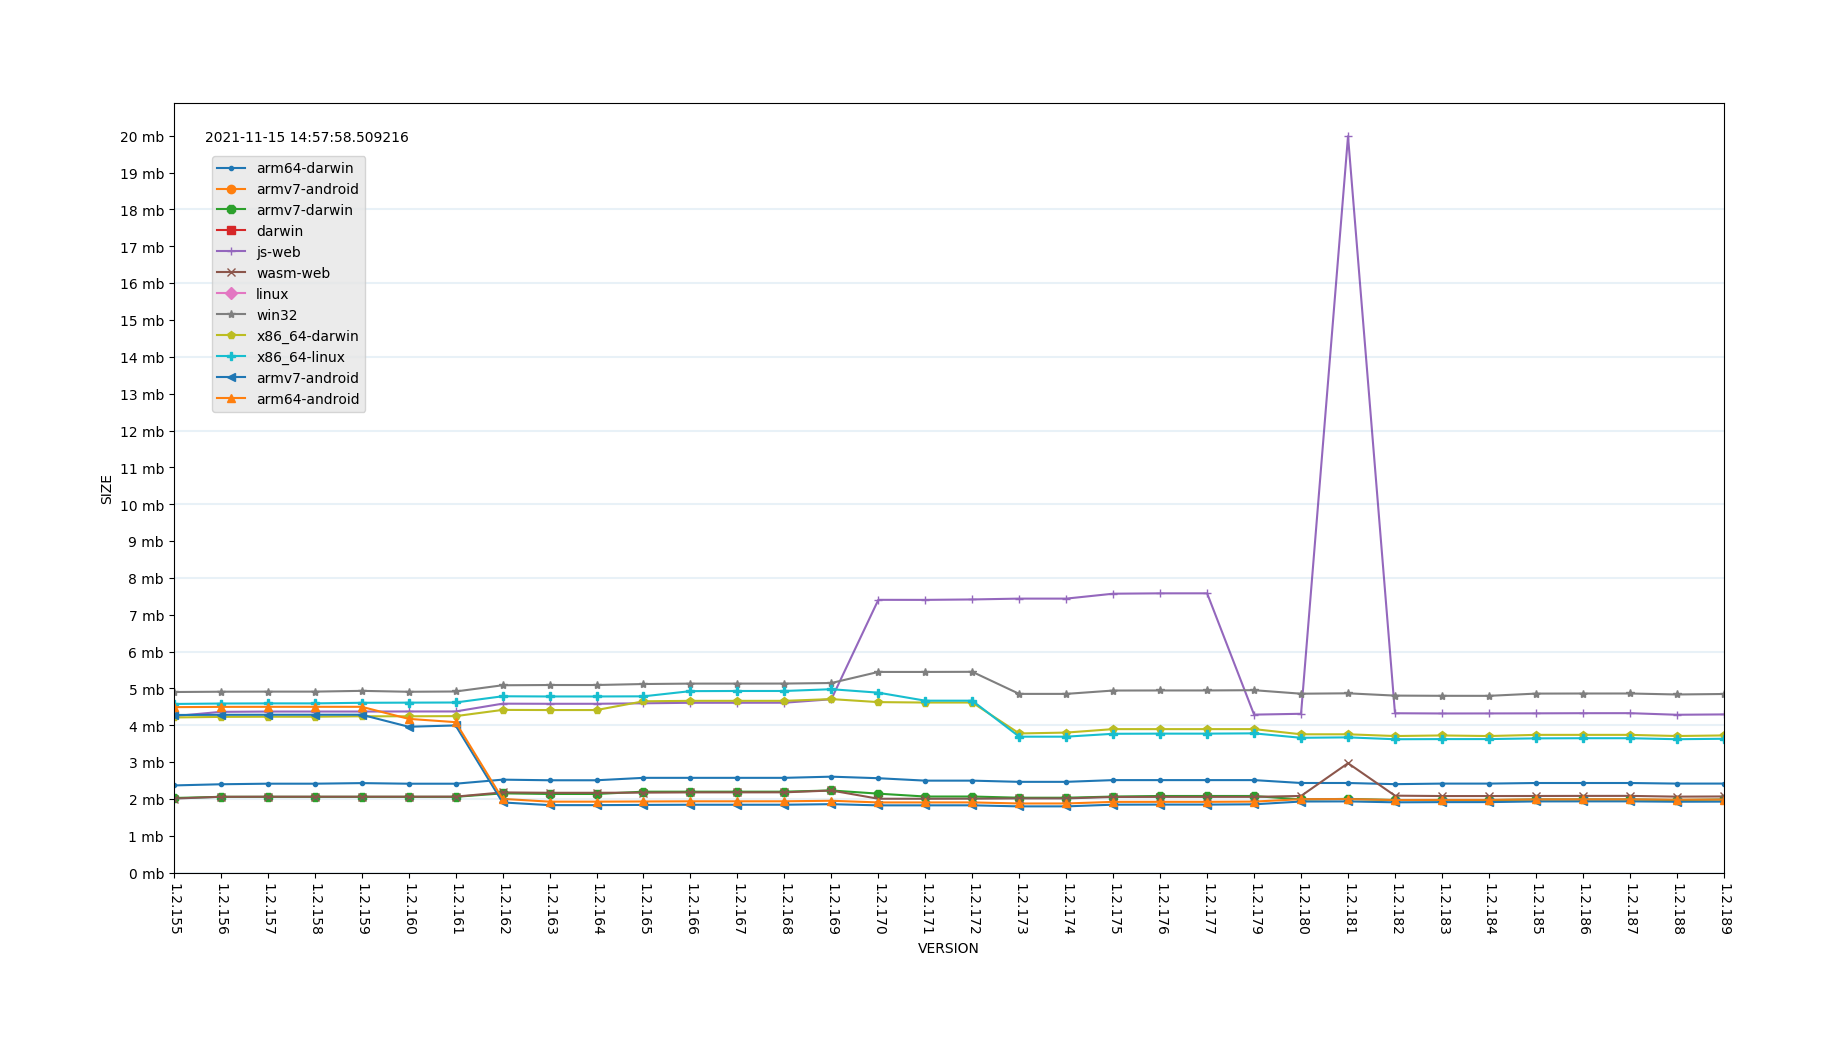 2021-11-15 14:57:58.509216
arm64-darwin
armv7-android
armv7-darwin
darwin
js-web
wasm-web
linux
win32
x86_64-darwin
x86_64-linux
armv7-android
arm64-android
20 mb
19 mb
18 mb
17 mb
16 mb
15 mb
14 mb
13 mb
12 mb
11 mb
10 mb
9 mb
8 mb
7 mb
6 mb
5 mb
4 mb
3 mb
2 mb
1 mb
0 mb
SIZE
1.2.155
1.2.156
1.2.157
1.2.158
1.2.159
1.2.160
1.2.161
1.2.162
1.2.163
1.2.164
1.2.165
1.2.166
1.2.167
1.2.168
1.2.169
1.2.170
1.2.171
1.2.172
1.2.173
1.2.174
1.2.175
1.2.176
1.2.177
1.2.179
1.2.180
1.2.181
1.2.182
1.2.183
1.2.184
1.2.185
1.2.186
1.2.187
1.2.188
1.2.189
VERSION